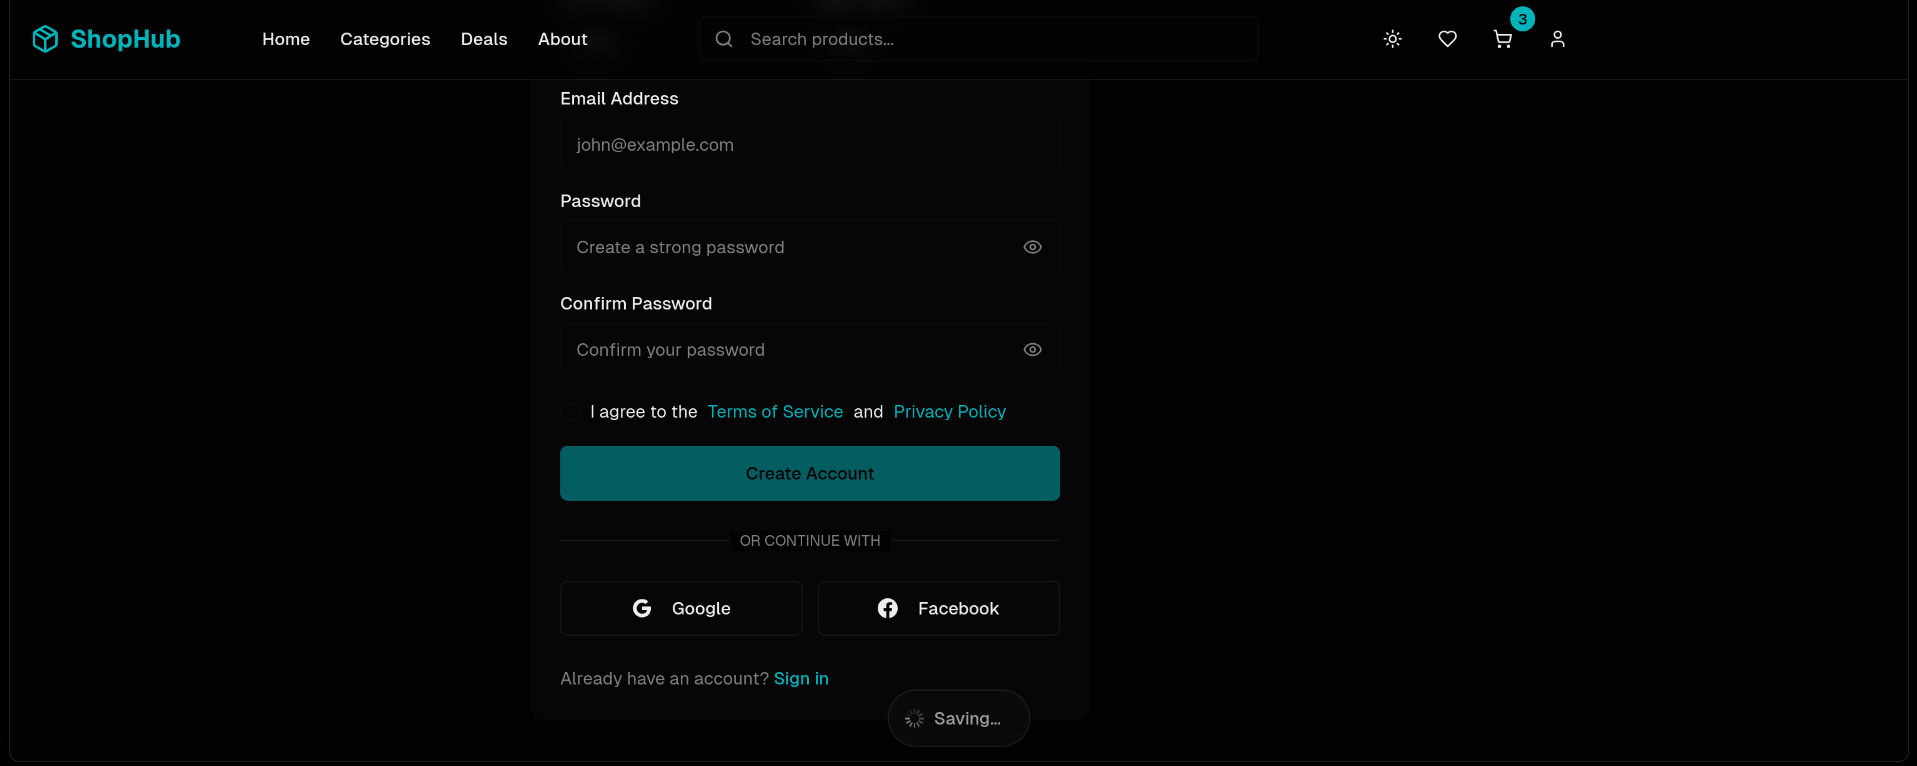 ShopHub
Home Categories Deals About
Search products...
3
Email Address
john@example.com
Password
Create a strong password
Confirm Password
Confirm your password
I agree to the Terms of Service and Privacy Policy
Create Account
OR CONTINUE WITH
Google Facebook
Already have an account? Sign in
Saving...